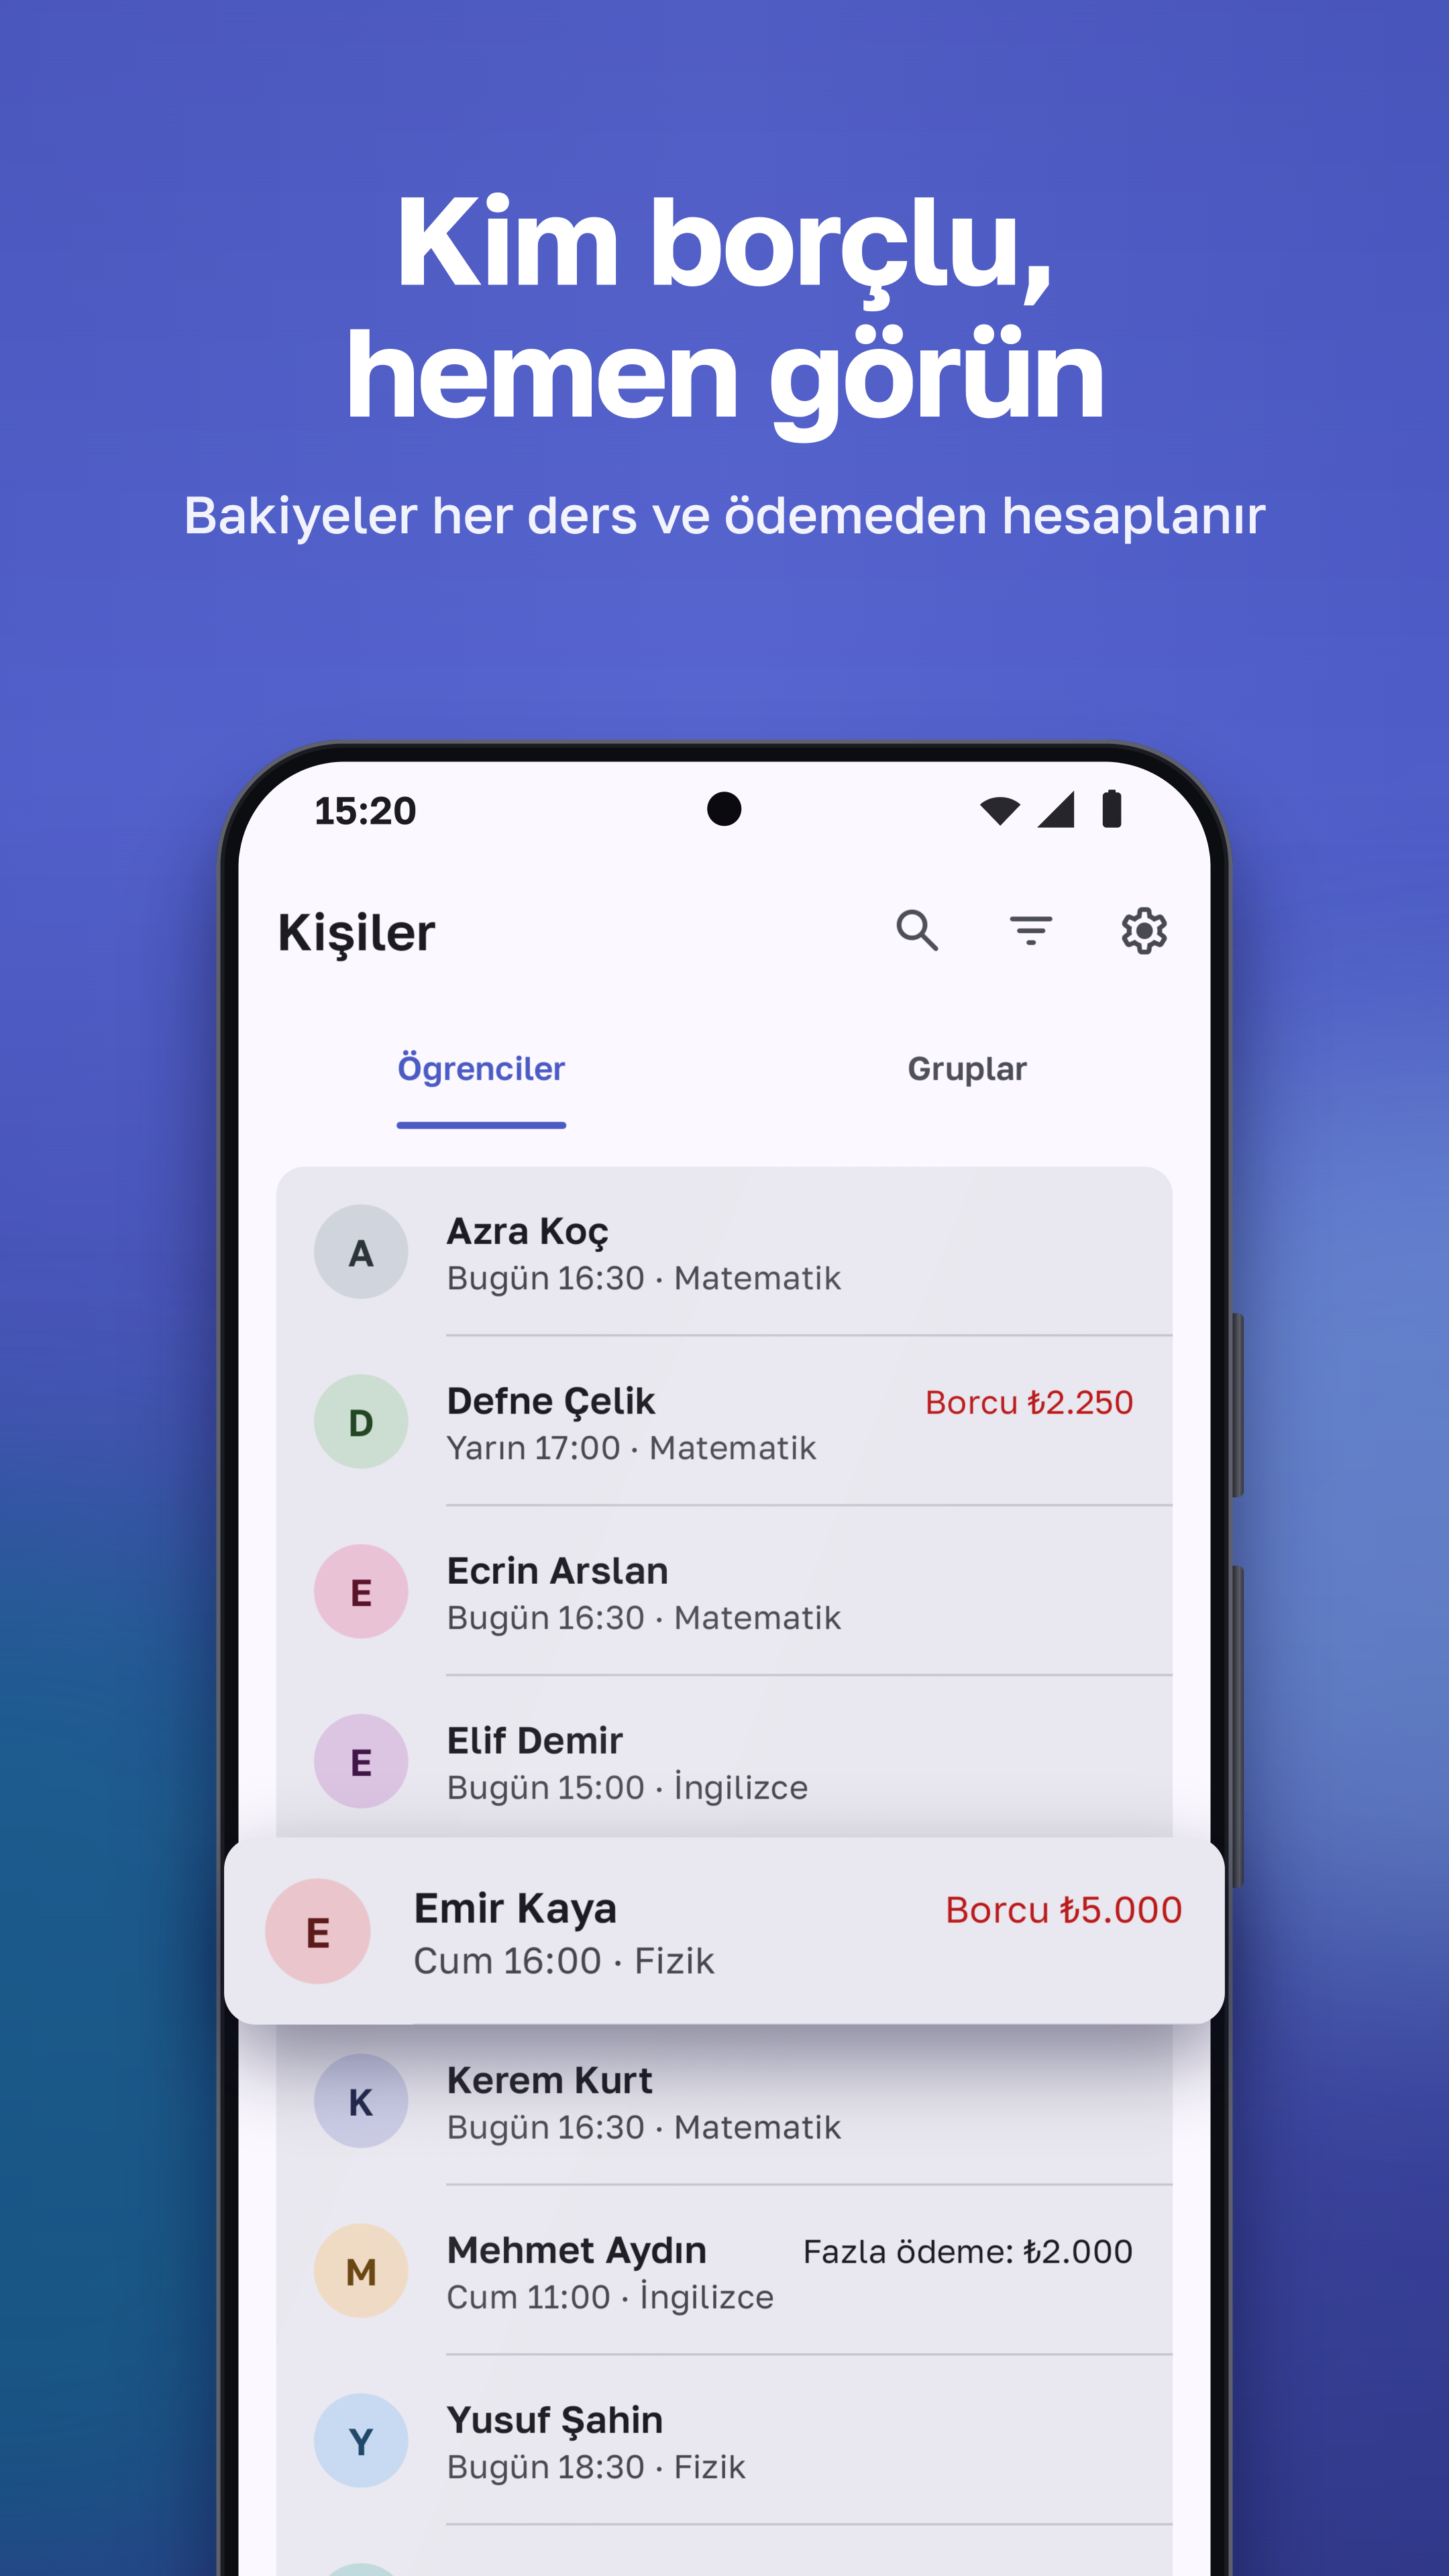 Kim borçlu,
hemen görün
Bakiyeler her ders ve ödemeden hesaplanır
15:20
Kişiler
Ögrenciler
Gruplar
A
Azra Koç
Bugün 16:30 · Matematik
D
Defne Çelik
Borcu ₺2.250
Yarın 17:00 · Matematik
E
Ecrin Arslan
Bugün 16:30 · Matematik
E
Elif Demir
Bugün 15:00 · İngilizce
E
Emir Kaya
Borcu ₺5.000
Cum 16:00 · Fizik
K
Kerem Kurt
Bugün 16:30 · Matematik
M
Mehmet Aydın
Fazla ödeme: ₺2.000
Cum 11:00 · İngilizce
Y
Yusuf Şahin
Bugün 18:30 · Fizik